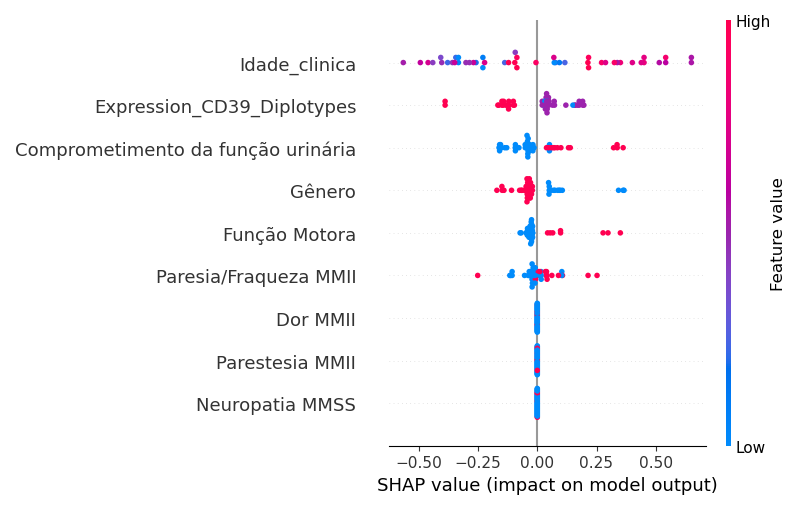 High
Idade_clinica
Expression_CD39_Diplotypes
Comprometimento da função urinária
Gênero
Função Motora
Paresia/Fraqueza MMII
Dor MMII
Parestesia MMII
Neuropatia MMSS
Feature value
Low
−0.50 −0.25 0.00 0.25 0.50
SHAP value (impact on model output)